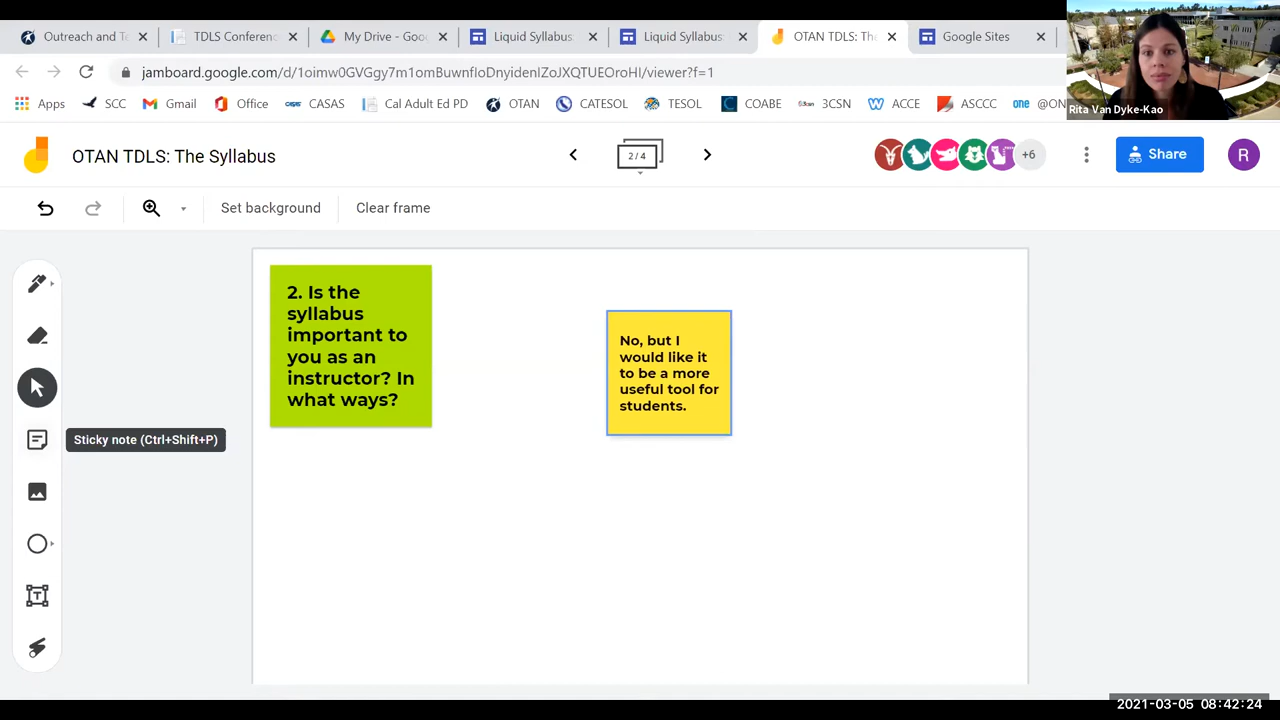 Outreach and Te
TDLS Conferenc
My Drive - Goo
Liquid Syllabus
Liquid Syllabus
OTAN TDLS: The
Google Sites
jamboard.google.com/d/1oimw0GVGgy7m1omBuwnfIoDnyidenIZoJXQTUEOroHI/viewer?f=1
Apps
SCC
Gmail
Office
CASAS
Cal Adult Ed PD
OTAN
CATESOL
TESOL
COABE
3CSN
ACCE
ASCCC
one
@ON
Rita Van Dyke-Kao
OTAN TDLS: The Syllabus
2 / 4
+6
Share
R
Set background
Clear frame
2. Is the
syllabus
important to
you as an
instructor? In
what ways?
No, but I
would like it
to be a more
useful tool for
students.
Sticky note (Ctrl+Shift+P)
2021-03-05 08:42:24